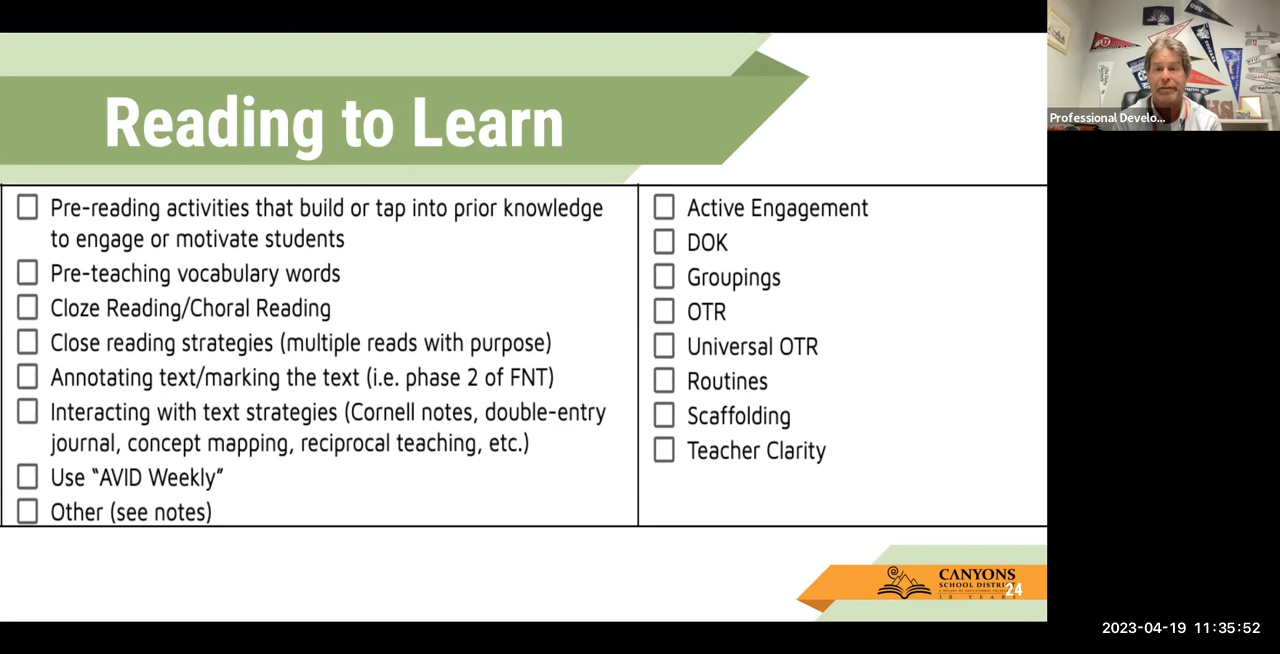 Reading to Learn
Pre-reading activities that build or tap into prior knowledge
to engage or motivate students
Pre-teaching vocabulary words
Cloze Reading/Choral Reading
Close reading strategies (multiple reads with purpose)
Annotating text/marking the text (i.e. phase 2 of FNT)
Interacting with text strategies (Cornell notes, double-entry
journal, concept mapping, reciprocal teaching, etc.)
Use “AVID Weekly”
Other (see notes)
Active Engagement
DOK
Groupings
OTR
Universal OTR
Routines
Scaffolding
Teacher Clarity
Professional Develo...
CANYONS
24
2023-04-19 11:35:52